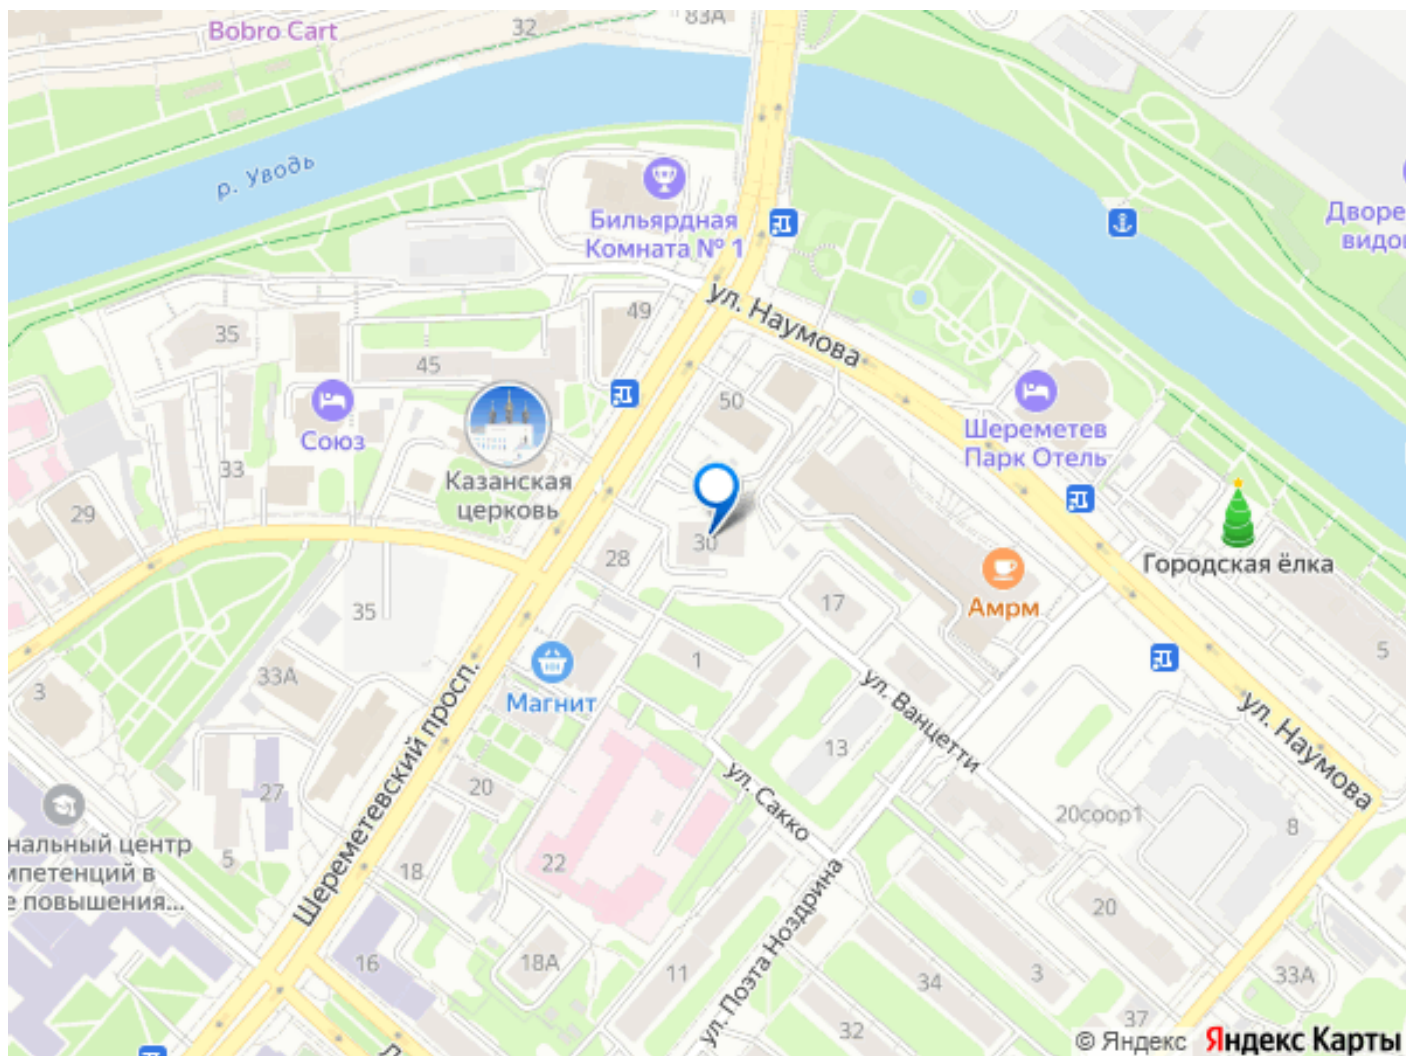 Bobro Cart
32
83А
р. Уводь
Бильярдная
Комната № 1
Дворе
видо
ул. Наумова
49
35
45
50
Союз
Казанская
церковь
33
29
Шереметев
Парк Отель
Городская ёлка
30
28
17
Амрм
35
1
5
3
33А
Магнит
ул. Ванцетти
ул. Наумова
Шереметевский просп.
13
27
20
ул. Сакко
20соор1
8
нальный центр
мпетенций в
е повышения...
5
18
22
ул. Поэта Ноздрина
20
16
18А
11
34
3
33А
32
37
© Яндекс Яндекс Карты